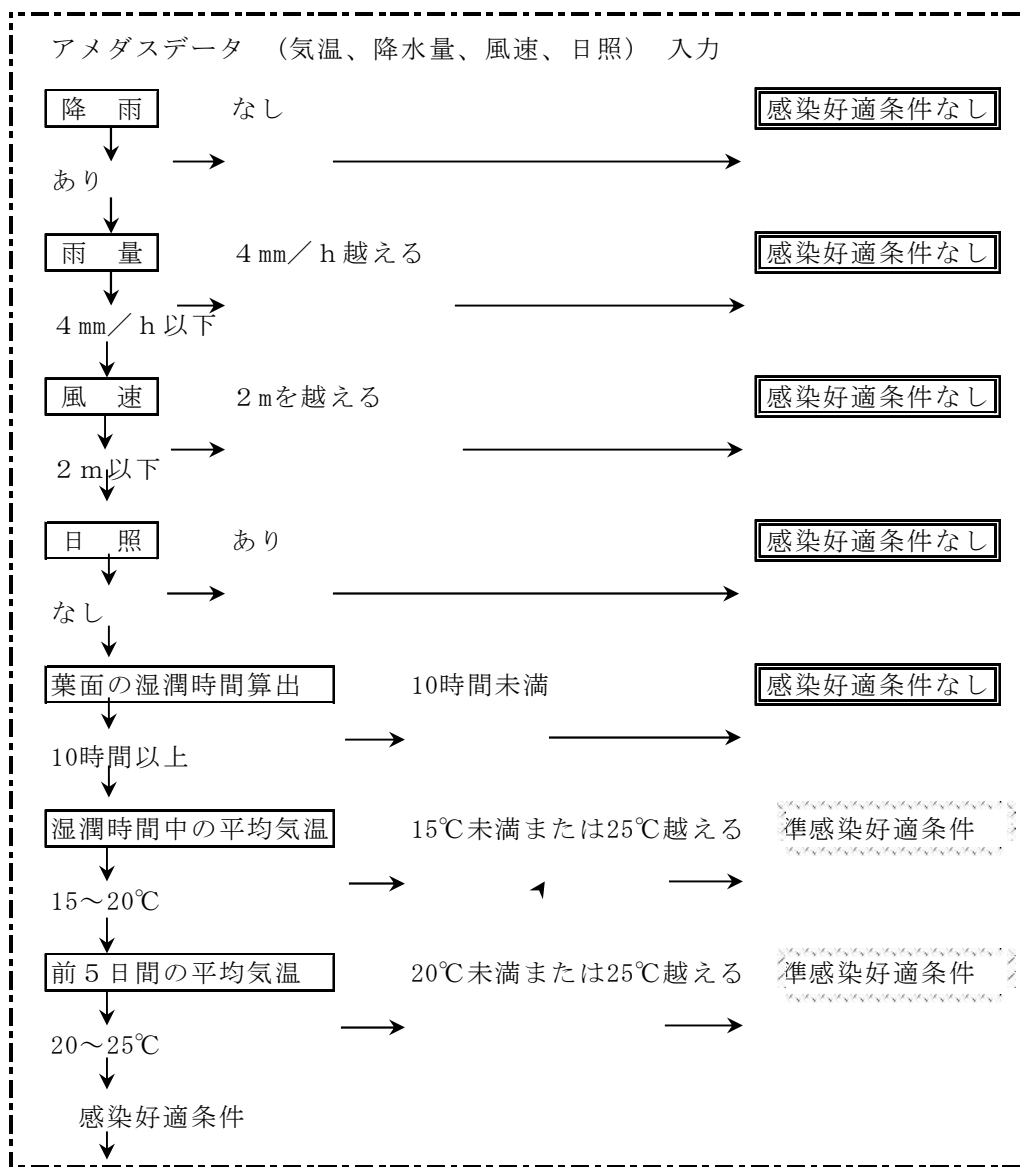 アメダスデータ (気温、降水量、風速、日照) 入力
降 雨 なし 感染好適条件なし
あり
雨 量 4㎜／h越える 感染好適条件なし
4㎜／h以下
風 速 2mを越える 感染好適条件なし
2m以下
日 照 あり 感染好適条件なし
なし
葉面の湿潤時間算出 10時間未満 感染好適条件なし
10時間以上
湿潤時間中の平均気温 15℃未満または25℃越える 準感染好適条件
15～20℃
前5日間の平均気温 20℃未満または25℃越える 準感染好適条件
20～25℃
感染好適条件